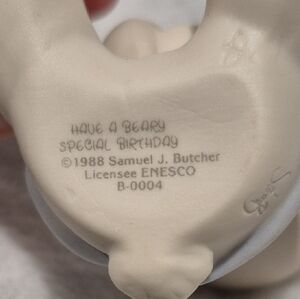 HAVE A BEARY
SPECIAL BIRTHDAY
©1988 Samuel J. Butcher
Licensee ENESCO
B-0004